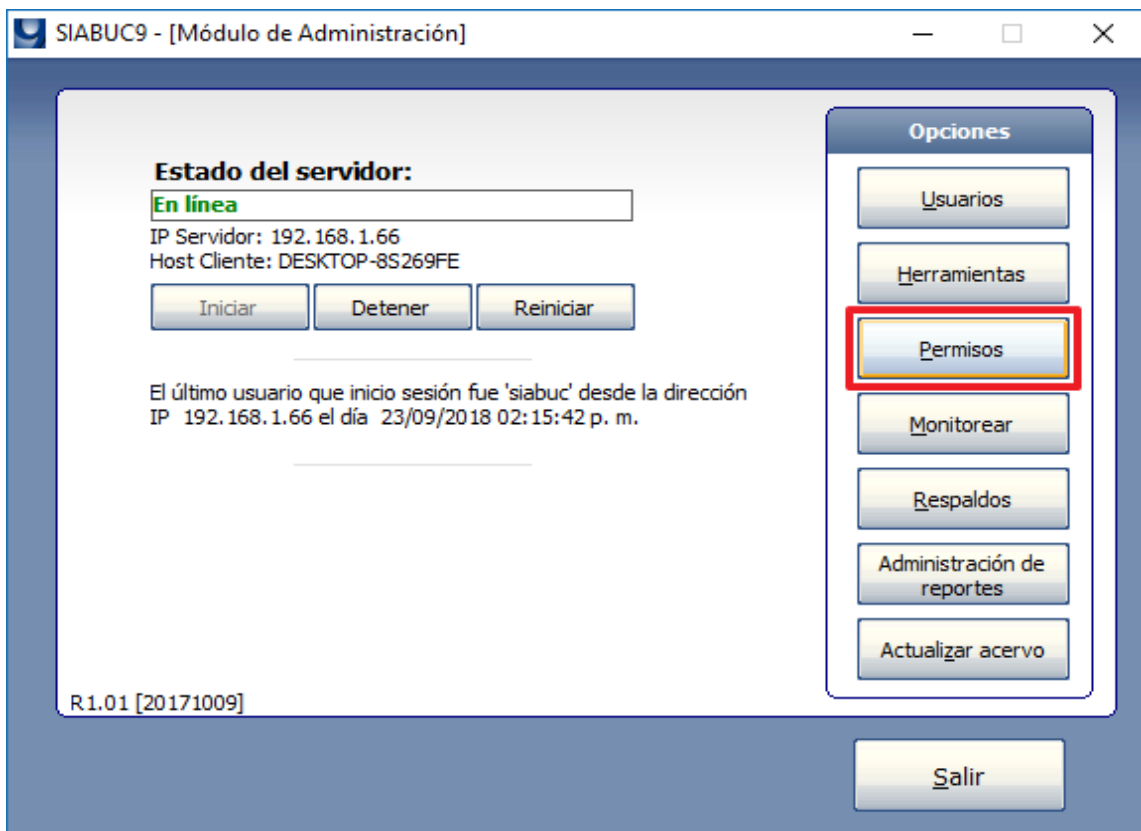 SIABUC9 - [Módulo de Administración]
Estado del servidor:
En línea
IP Servidor: 192.168.1.66
Host Cliente: DESKTOP-8S269FE
Iniciar
Detener
Reiniciar
El último usuario que inicio sesión fue 'siabuc' desde la dirección
IP 192.168.1.66 el día 23/09/2018 02:15:42 p. m.
R1.01 [20171009]
Opciones
Usuarios
Herramientas
Permisos
Monitorear
Respaldos
Administración de
reportes
Actualizar acervo
Salir